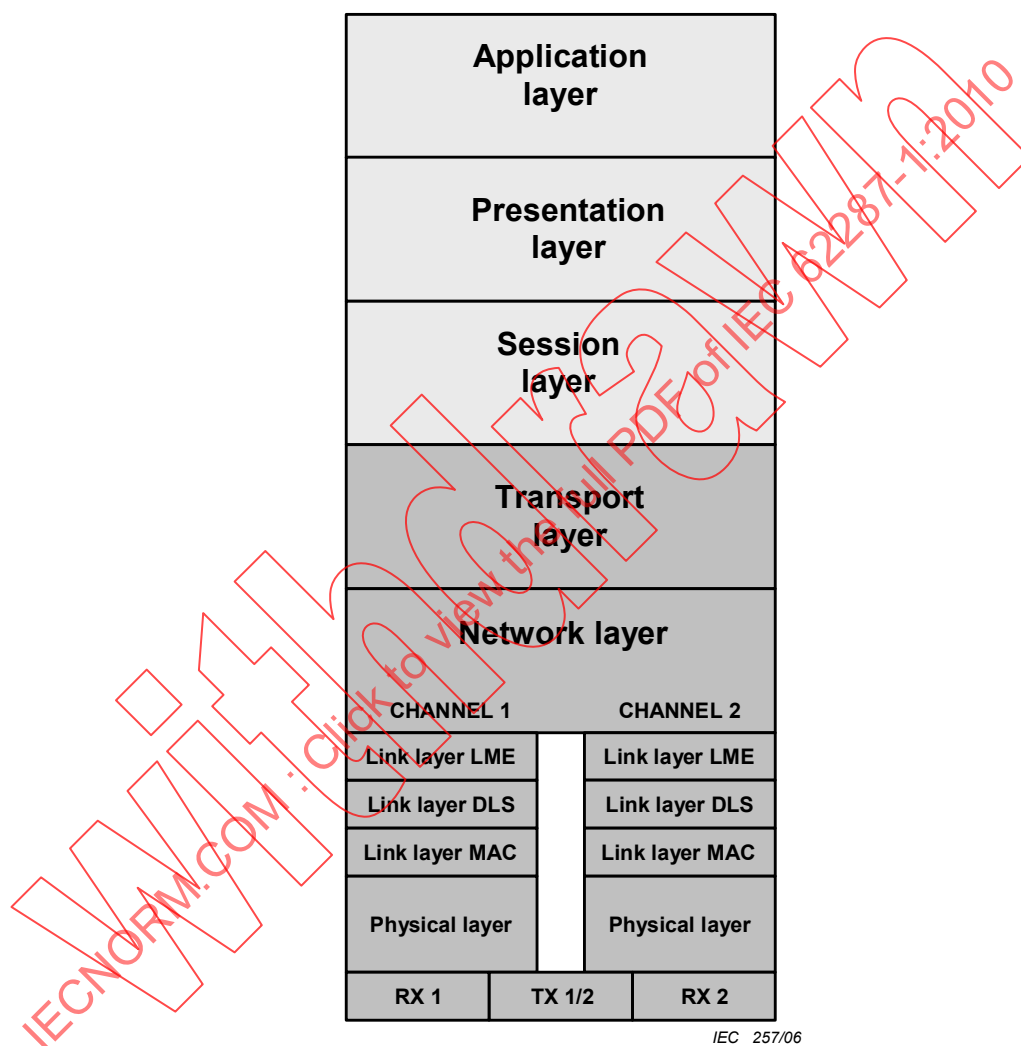 Application
layer
Presentation
layer
Session
layer
Transport
layer
Network layer
CHANNEL 1 CHANNEL 2
Link layer LME Link layer LME
Link layer DLS Link layer DLS
Link layer MAC Link layer MAC
Physical layer Physical layer
RX 1 TX 1/2 RX 2
IEC 257/06
IECNORM.COM : Click to view the full PDF of IEC 62287-1:2010
Withdrawn